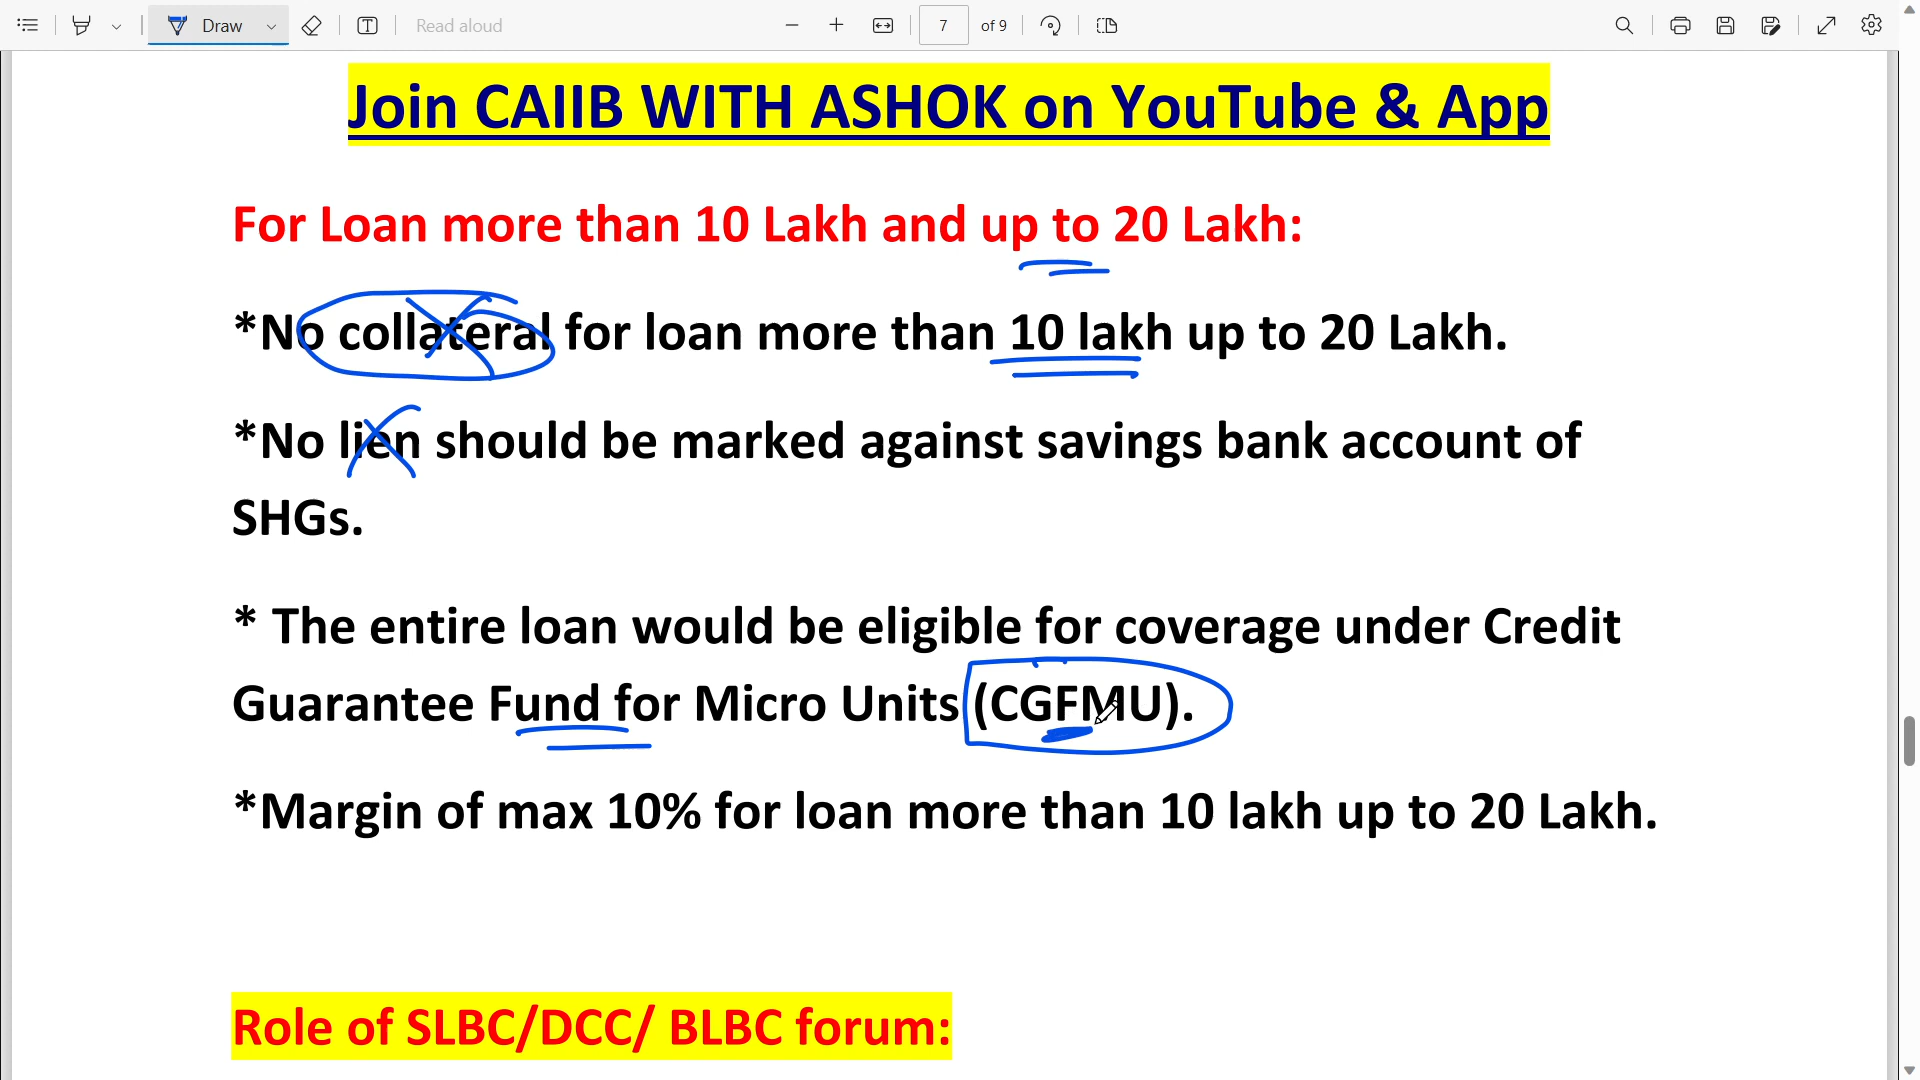 Draw
Read aloud
7 of 9
Join CAIIB WITH ASHOK on YouTube & App
For Loan more than 10 Lakh and up to 20 Lakh:
*No collateral for loan more than 10 lakh up to 20 Lakh.
*No lien should be marked against savings bank account of
SHGs.
* The entire loan would be eligible for coverage under Credit
Guarantee Fund for Micro Units (CGFMU).
*Margin of max 10% for loan more than 10 lakh up to 20 Lakh.
Role of SLBC/DCC/ BLBC forum: